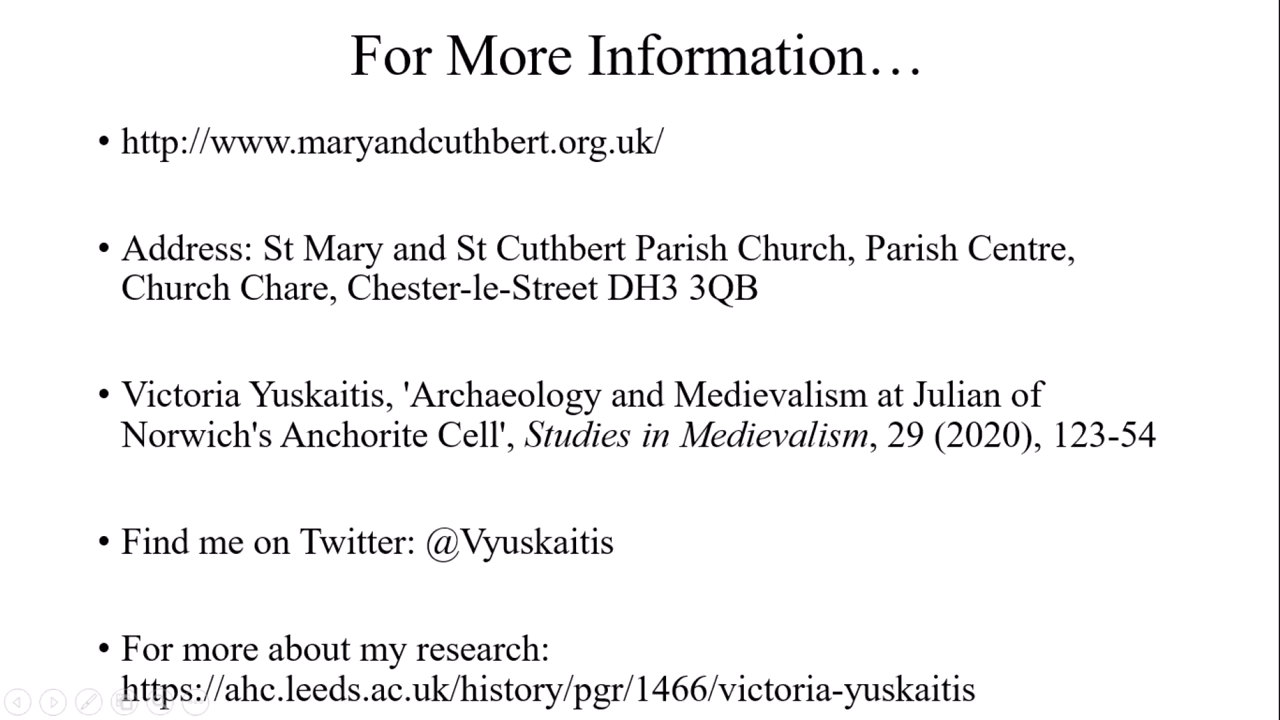 For More Information…
• http://www.maryandcuthbert.org.uk/
• Address: St Mary and St Cuthbert Parish Church, Parish Centre,
Church Chare, Chester-le-Street DH3 3QB
• Victoria Yuskaitis, 'Archaeology and Medievalism at Julian of
Norwich's Anchorite Cell', Studies in Medievalism, 29 (2020), 123-54
• Find me on Twitter: @Vyuskaitis
• For more about my research:
https://ahc.leeds.ac.uk/history/pgr/1466/victoria-yuskaitis